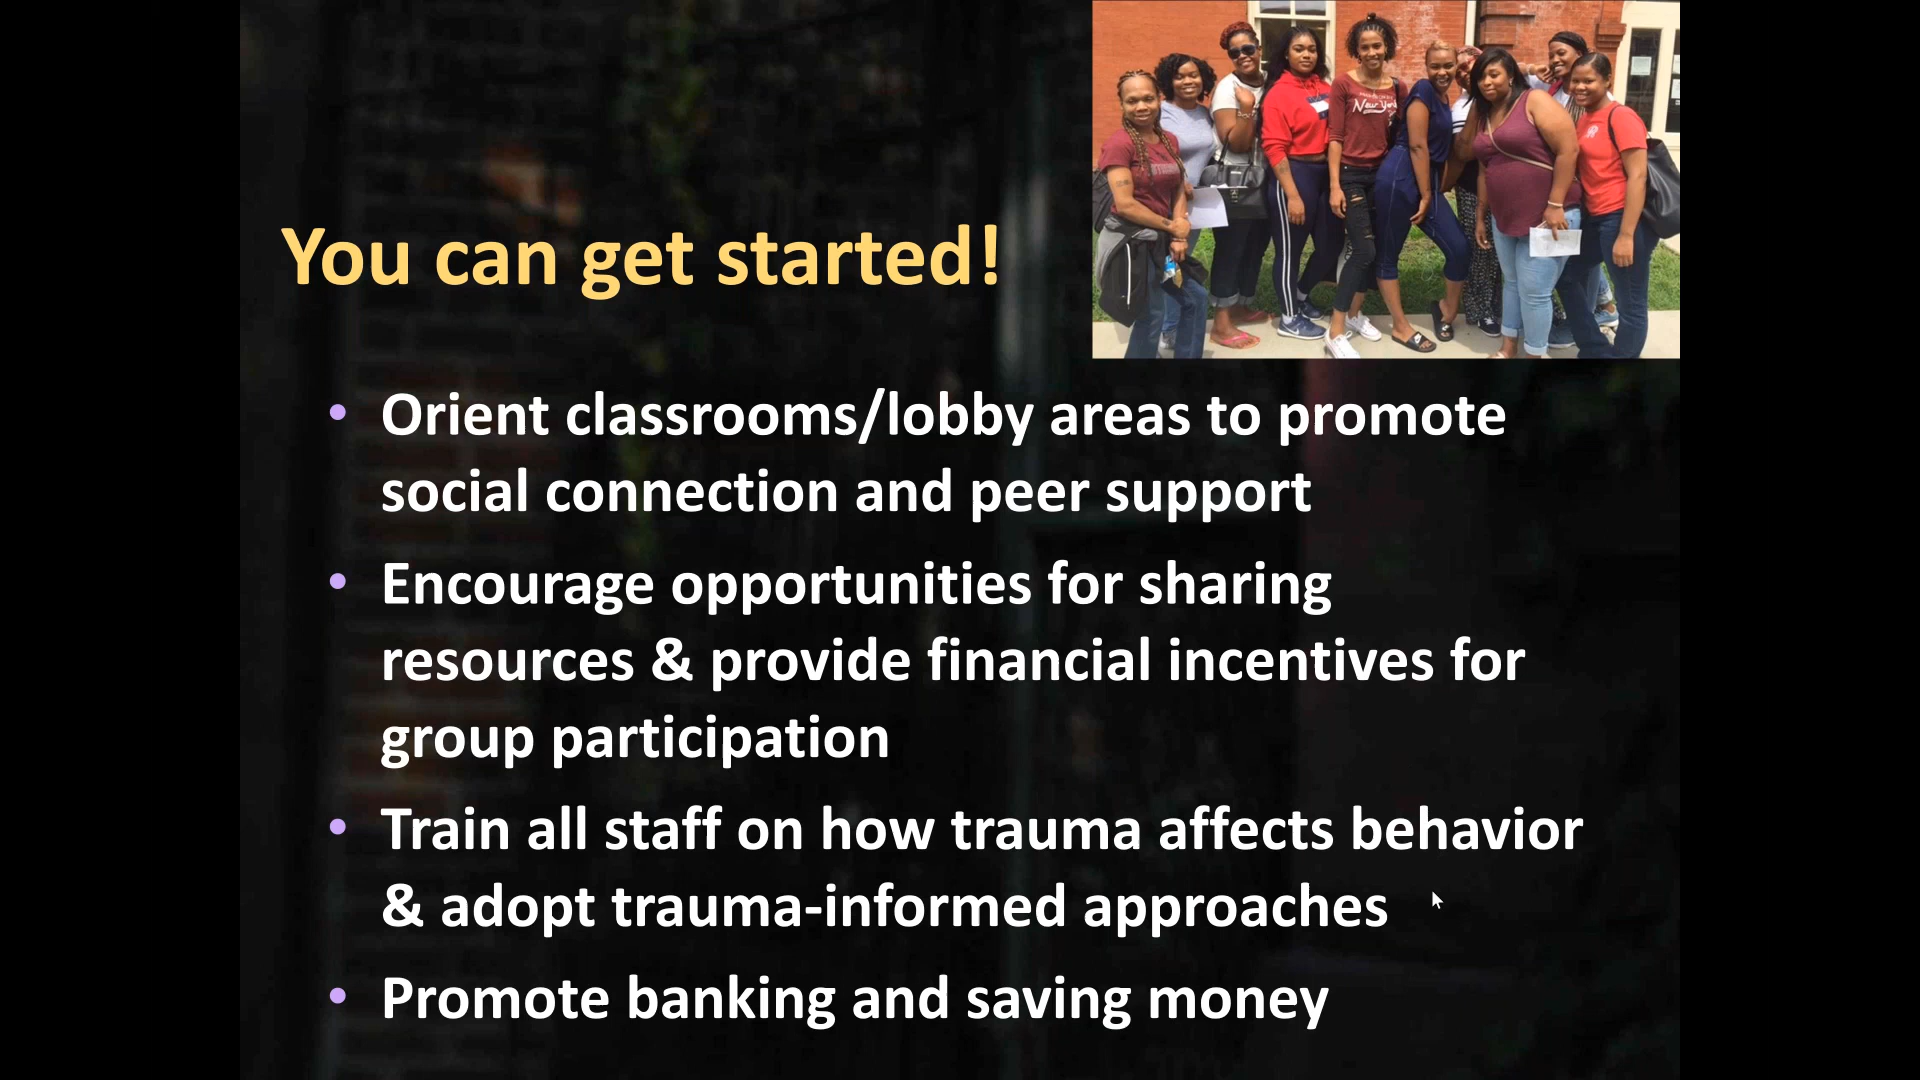 New York
You can get started!
• Orient classrooms/lobby areas to promote
social connection and peer support
• Encourage opportunities for sharing
resources & provide financial incentives for
group participation
• Train all staff on how trauma affects behavior
& adopt trauma-informed approaches
• Promote banking and saving money